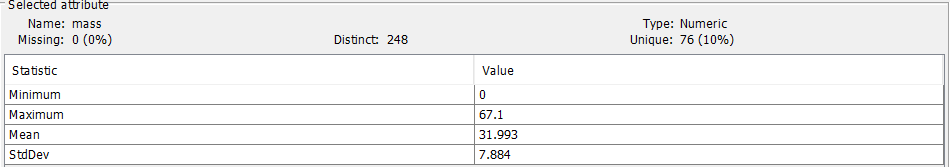 Selected attribute
Name: mass Type: Numeric
Missing: 0 (0%) Distinct: 248 Unique: 76 (10%)
Statistic Value
Minimum 0
Maximum 67.1
Mean 31.993
StdDev 7.884